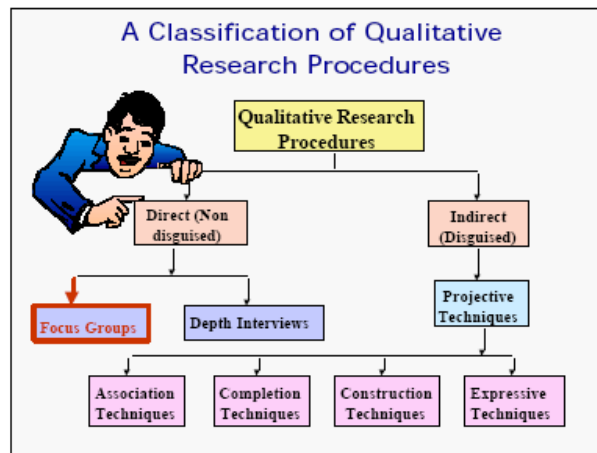 A Classification of Qualitative
Research Procedures
Qualitative Research
Procedures
Direct (Non
disguised)
Indirect
(Disguised)
Focus Groups
Depth Interviews
Projective
Techniques
Association
Techniques
Completion
Techniques
Construction
Techniques
Expressive
Techniques